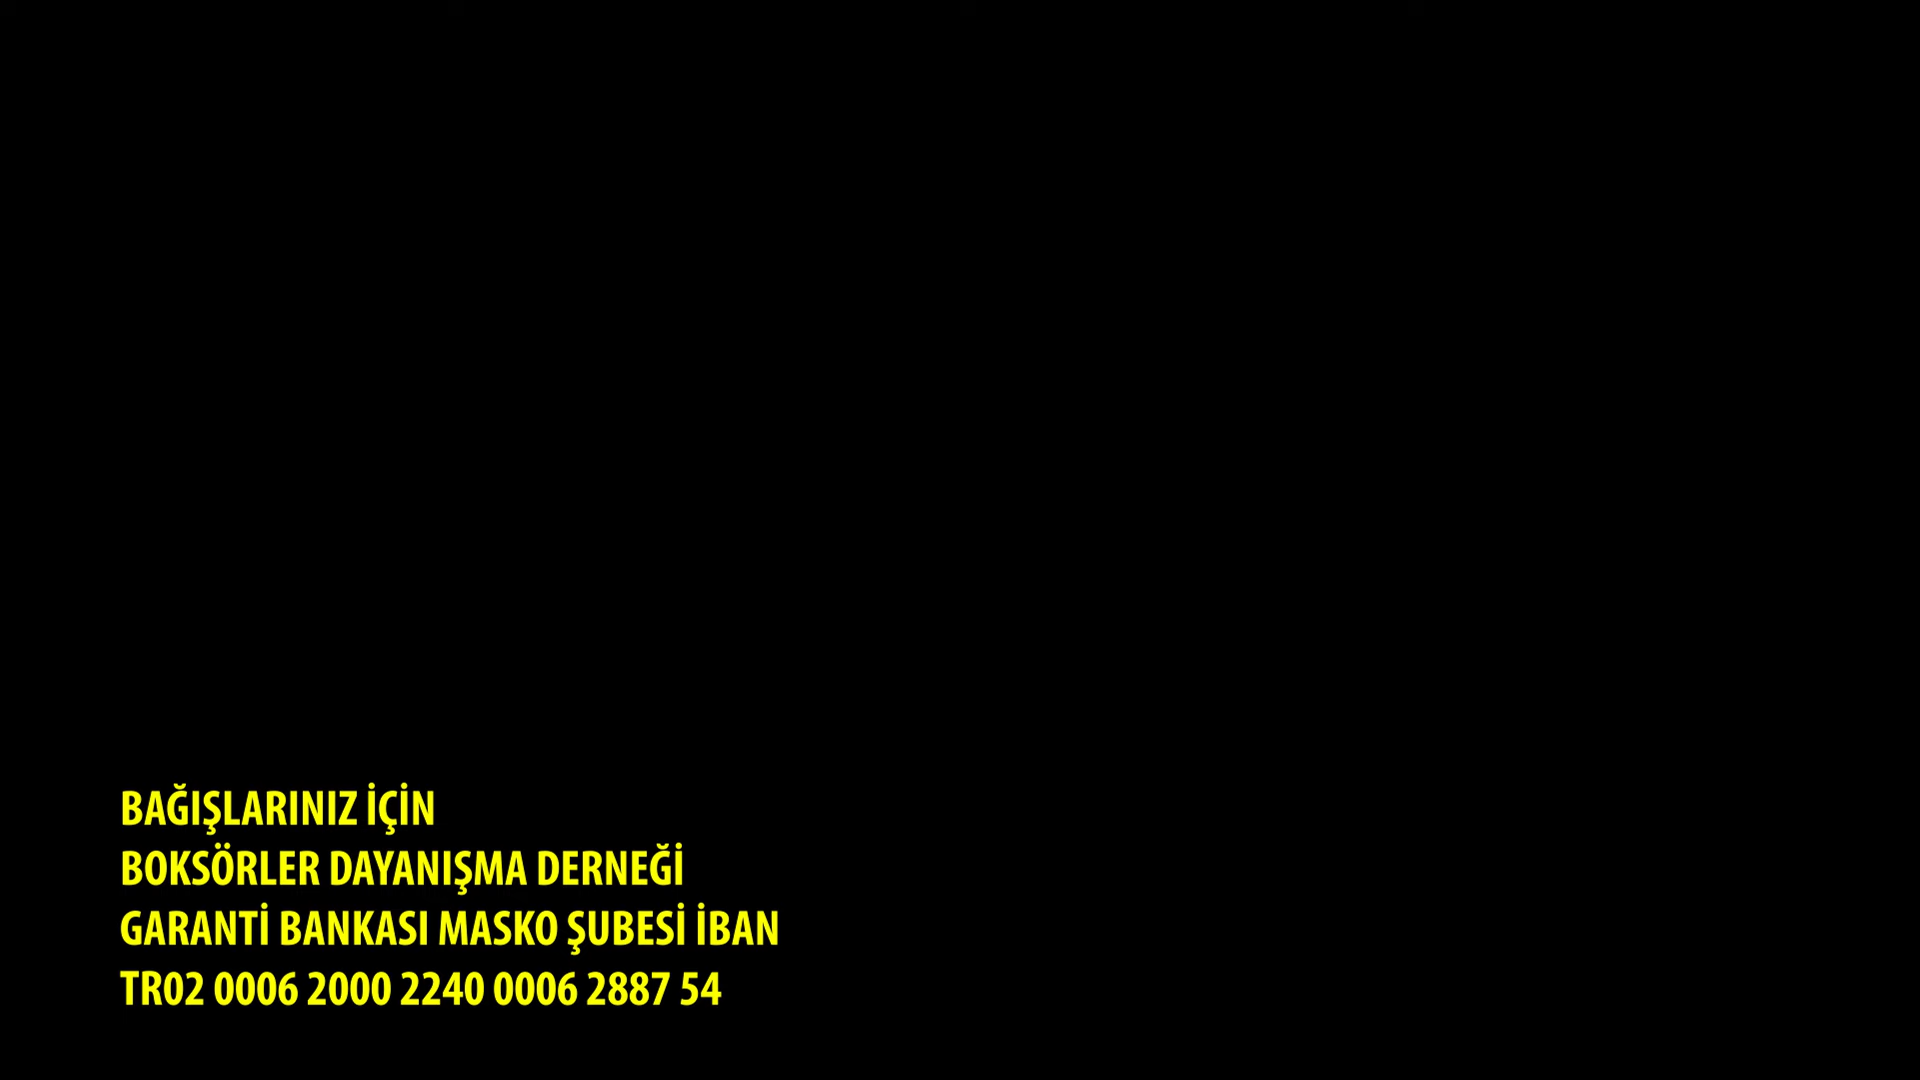 BAĞIŞLARINIZ İÇİN
BOKSÖRLER DAYANIŞMA DERNEĞİ
GARANTİ BANKASI MASKO ŞUBESİ İBAN
TR02 0006 2000 2240 0006 2887 54